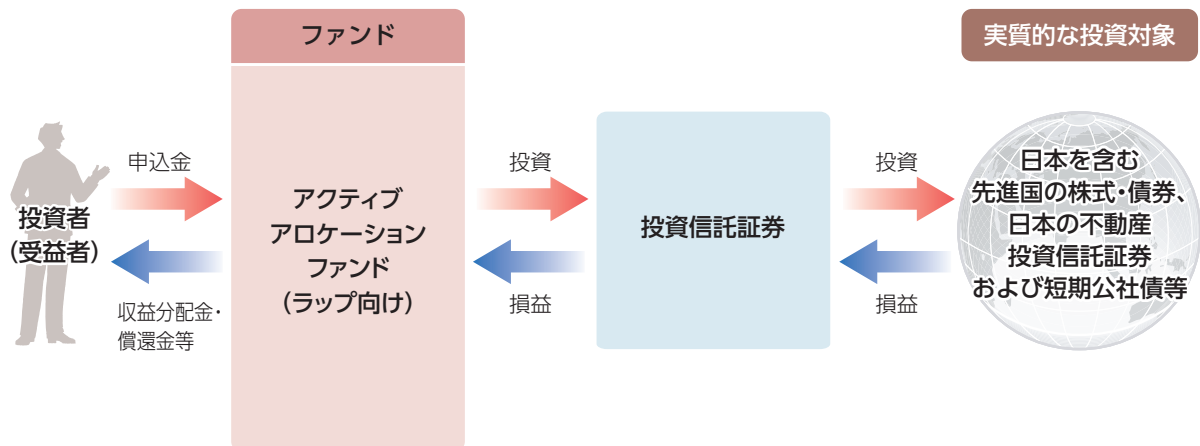 ファンド
実質的な投資対象
投資者
（受益者）
申込金
収益分配金・
償還金等
アクティブ
アロケーション
ファンド
（ラップ向け）
投資
損益
投資信託証券
投資
損益
日本を含む
先進国の株式・債券、
日本の不動産
投資信託証券
および短期公社債等